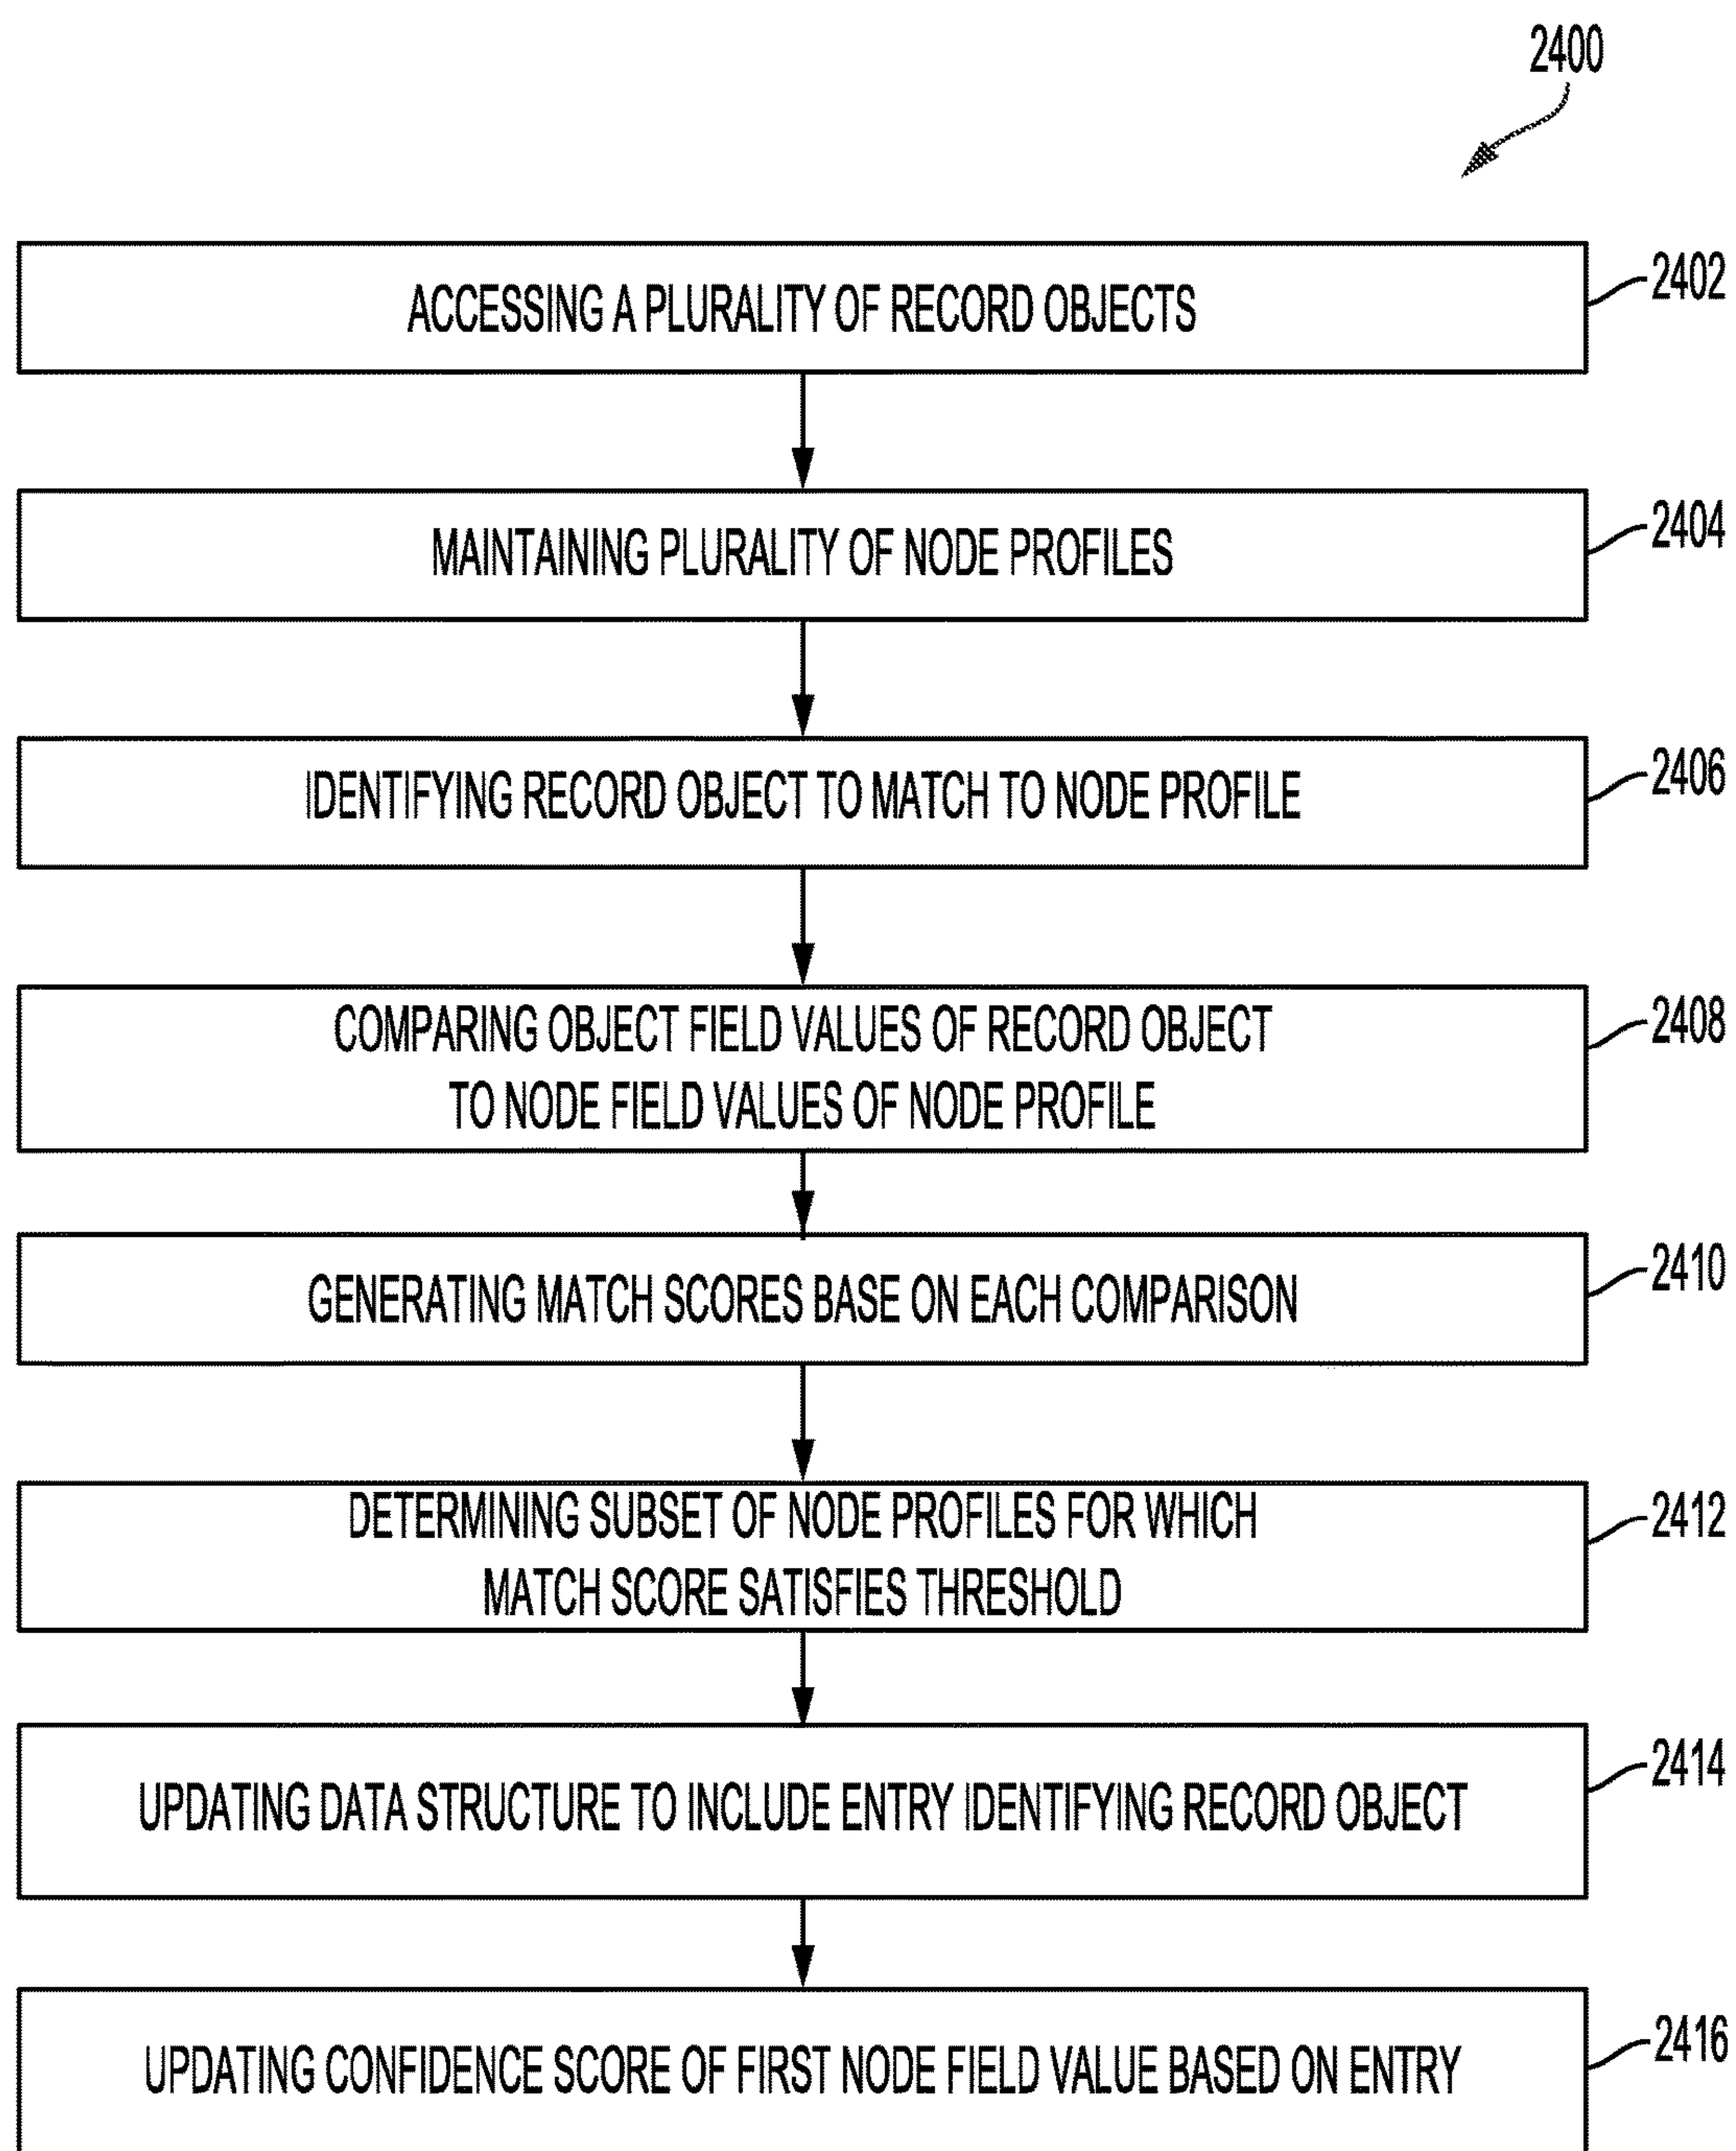 2400
ACCESSING A PLURALITY OF RECORD OBJECTS
2402
MAINTAINING PLURALITY OF NODE PROFILES
2404
IDENTIFYING RECORD OBJECT TO MATCH TO NODE PROFILE
2406
COMPARING OBJECT FIELD VALUES OF RECORD OBJECT
TO NODE FIELD VALUES OF NODE PROFILE
2408
GENERATING MATCH SCORES BASE ON EACH COMPARISON
2410
DETERMINING SUBSET OF NODE PROFILES FOR WHICH
MATCH SCORE SATISFIES THRESHOLD
2412
UPDATING DATA STRUCTURE TO INCLUDE ENTRY IDENTIFYING RECORD OBJECT
2414
UPDATING CONFIDENCE SCORE OF FIRST NODE FIELD VALUE BASED ON ENTRY
2416